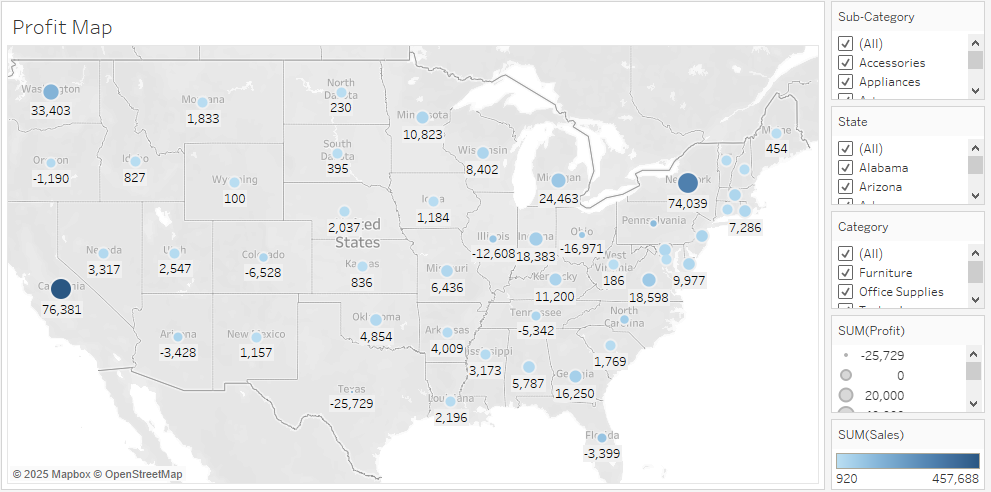 Profit Map
Washington
33,403
Montana
1,833
North
Dakota
230
Minnesota
10,823
Maine
454
Oregon
-1,190
Idaho
827
South
Dakota
395
Wisconsin
8,402
Wyoming
100
Michigan
24,463
New York
74,039
Iowa
1,184
2,037
United
States
Pennsylvania
7,286
Nevada
3,317
Utah
2,547
Colorado
-6,528
Kansas
836
Missouri
6,436
Illinois
-12,608
Indiana
18,383
Ohio
-16,971
West
Virginia
186
9,977
California
76,381
Kentucky
11,200
18,598
Arizona
-3,428
New Mexico
1,157
Oklahoma
4,854
Arkansas
4,009
Tennessee
-5,342
North
Carolina
Mississippi
3,173
1,769
5,787
Georgia
16,250
Texas
-25,729
Louisiana
2,196
Florida
-3,399
© 2025 Mapbox © OpenStreetMap
Sub-Category
(All)
Accessories
Appliances
State
(All)
Alabama
Arizona
Category
(All)
Furniture
Office Supplies
SUM(Profit)
-25,729
0
20,000
SUM(Sales)
920 457,688